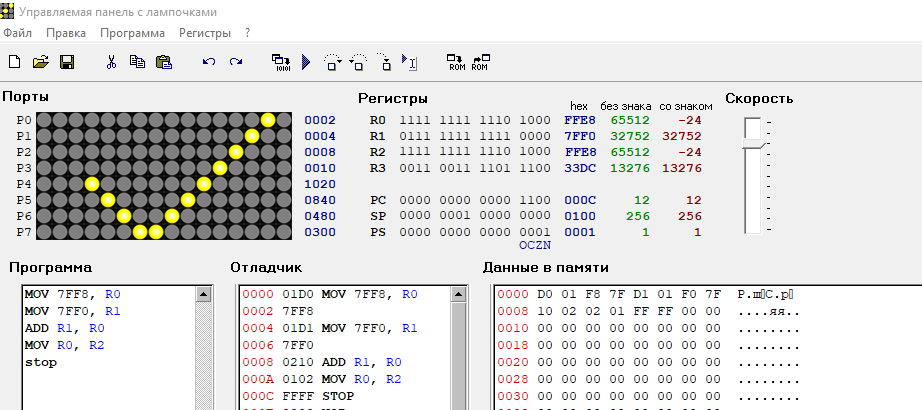 Управляемая панель с лампочками
Файл Правка Программа Регистры ?
10101 ROM ROM
Порты Регистры hex без знака со знаком Скорость
P0 0002 R0 1111 1111 1110 1000 FFE8 65512 -24
P1 0004 R1 0111 1111 1111 0000 7FF0 32752 32752
P2 0008 R2 1111 1111 1110 1000 FFE8 65512 -24
P3 0010 R3 0011 0011 1101 1100 33DC 13276 13276
P4 1020
P5 0840 PC 0000 0000 0000 1100 000C 12 12
P6 0480 SP 0000 0001 0000 0000 0100 256 256
P7 0300 PS 0000 0000 0000 0001 0001 1 1
OCZN
Программа
MOV 7FF8, R0
MOV 7FF0, R1
ADD R1, R0
MOV R0, R2
stop
Отладчик
0000 01D0 MOV 7FF8, R0
0002 7FF8
0004 01D1 MOV 7FF0, R1
0006 7FF0
0008 0210 ADD R1, R0
000A 0102 MOV R0, R2
000C FFFF STOP
Данные в памяти
0000 D0 01 F8 7F D1 01 F0 7F Р.ш▯С.р▯
0008 10 02 02 01 FF FF 00 00 ....яя..
0010 00 00 00 00 00 00 00 00 ........
0018 00 00 00 00 00 00 00 00 ........
0020 00 00 00 00 00 00 00 00 ........
0028 00 00 00 00 00 00 00 00 ........
0030 00 00 00 00 00 00 00 00 ........